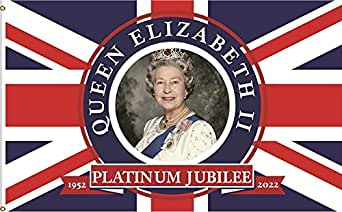 QUEEN ELIZABETH II
PLATINUM JUBILEE
1952 2022